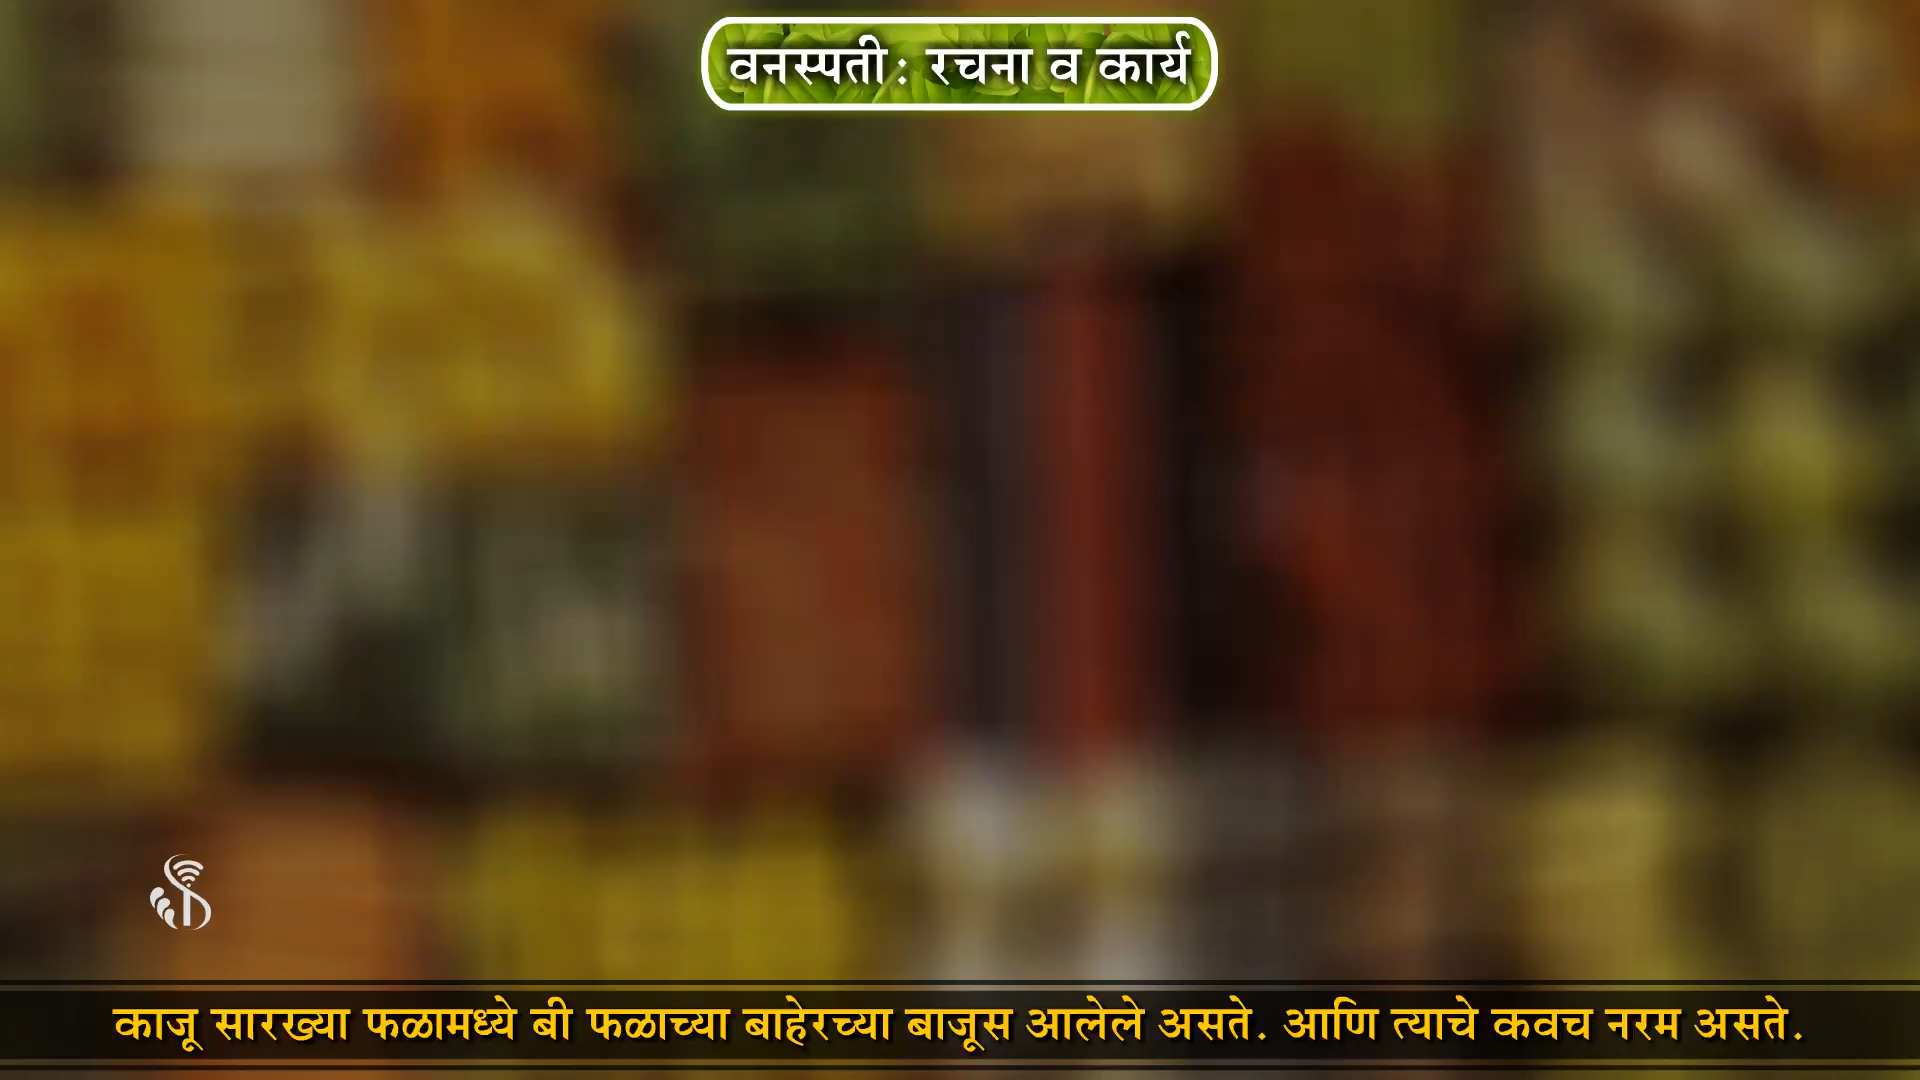 वनस्पती: रचना व कार्य
काजू सारख्या फळामध्ये बी फळाच्या बाहेरच्या बाजूस आलेले असते. आणि त्याचे कवच नरम असते.